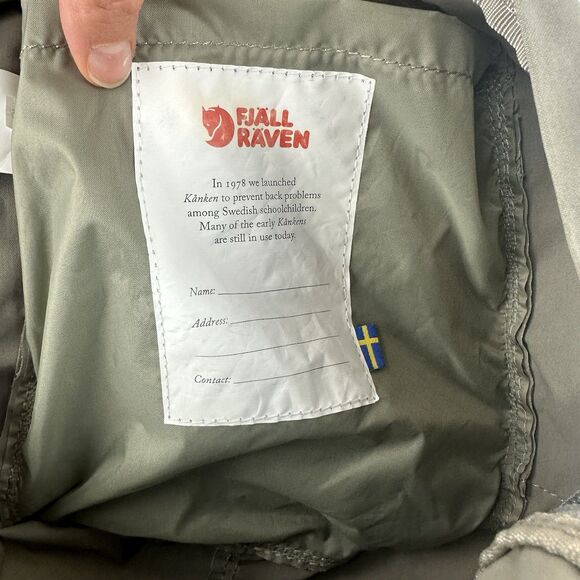 FJÄLL
RÄVEN
In 1978 we launched
Kånken to prevent back problems
among Swedish schoolchildren.
Many of the early Kånkens
are still in use today.
Name:
Address:
Contact: